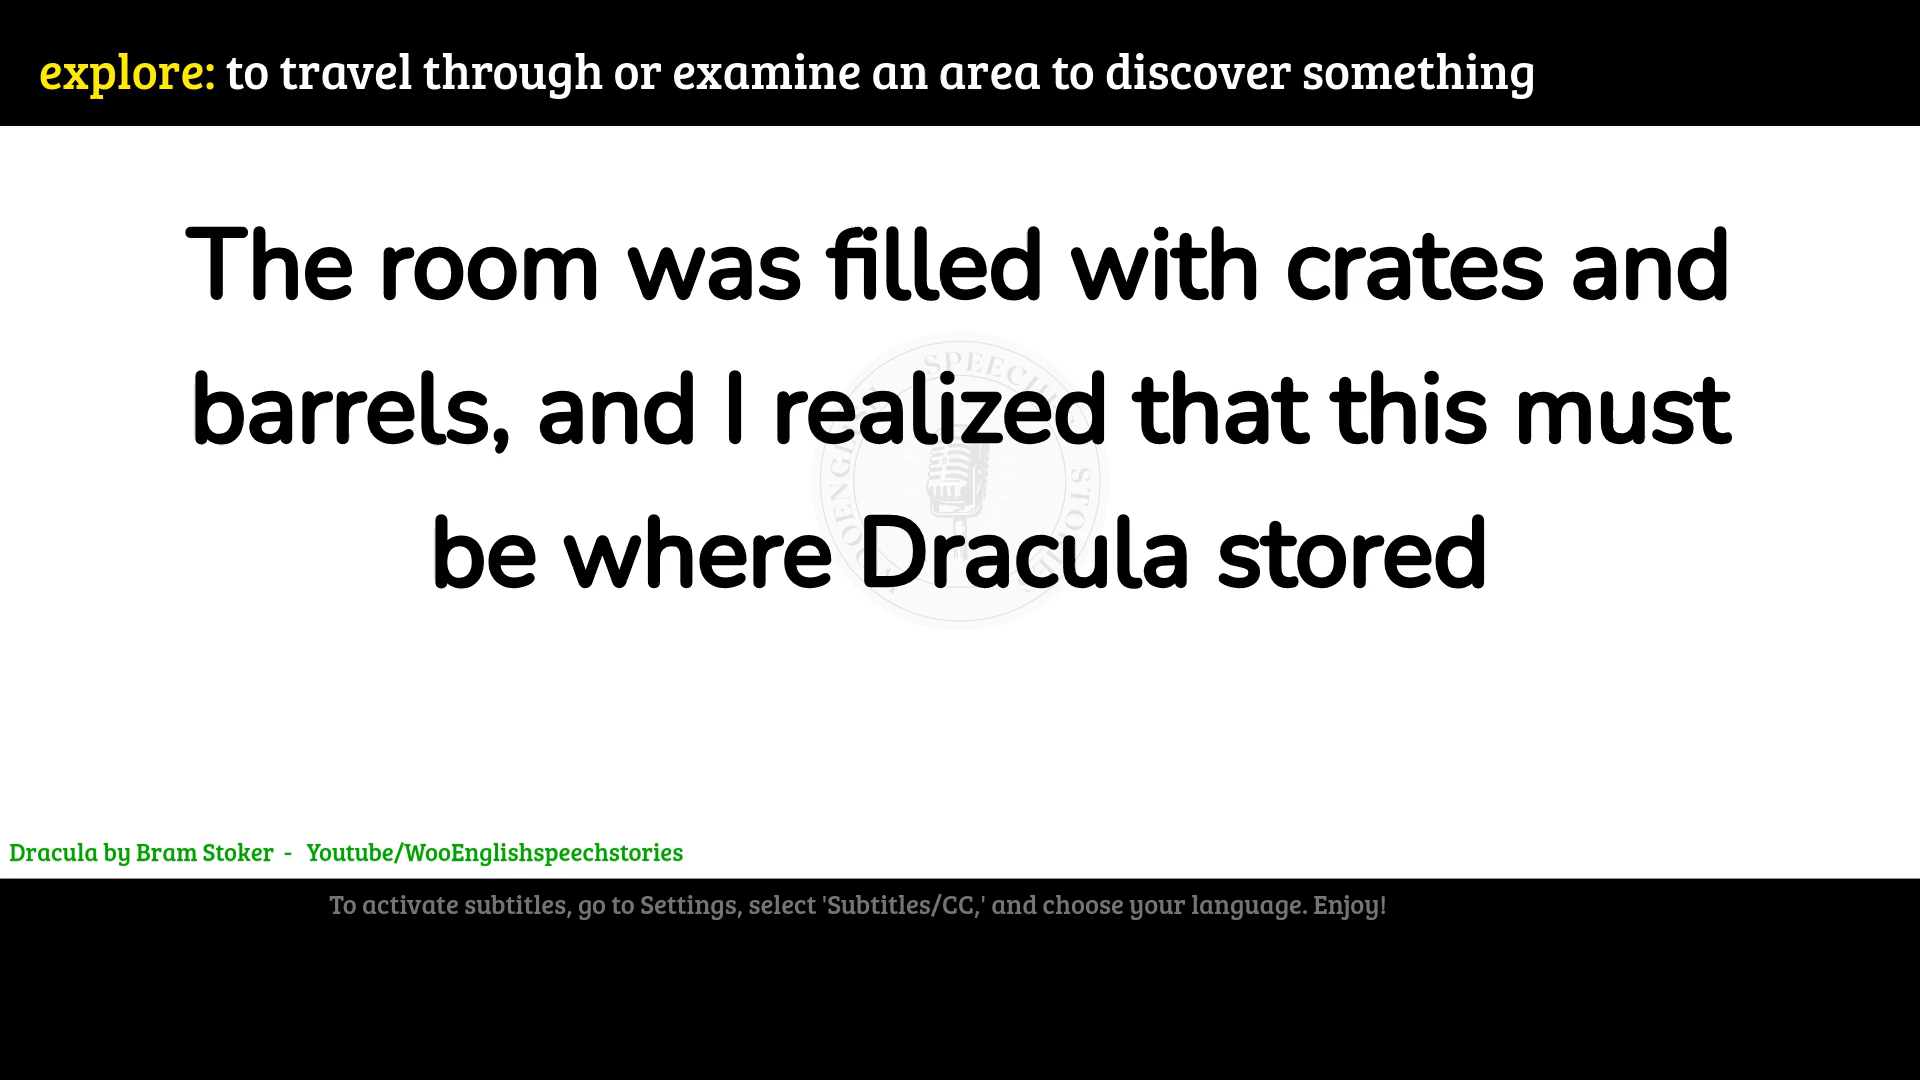 explore: to travel through or examine an area to discover something
The room was filled with crates and
barrels, and I realized that this must
be where Dracula stored
Dracula by Bram Stoker - Youtube/WooEnglishspeechstories
To activate subtitles, go to Settings, select 'Subtitles/CC,' and choose your language. Enjoy!